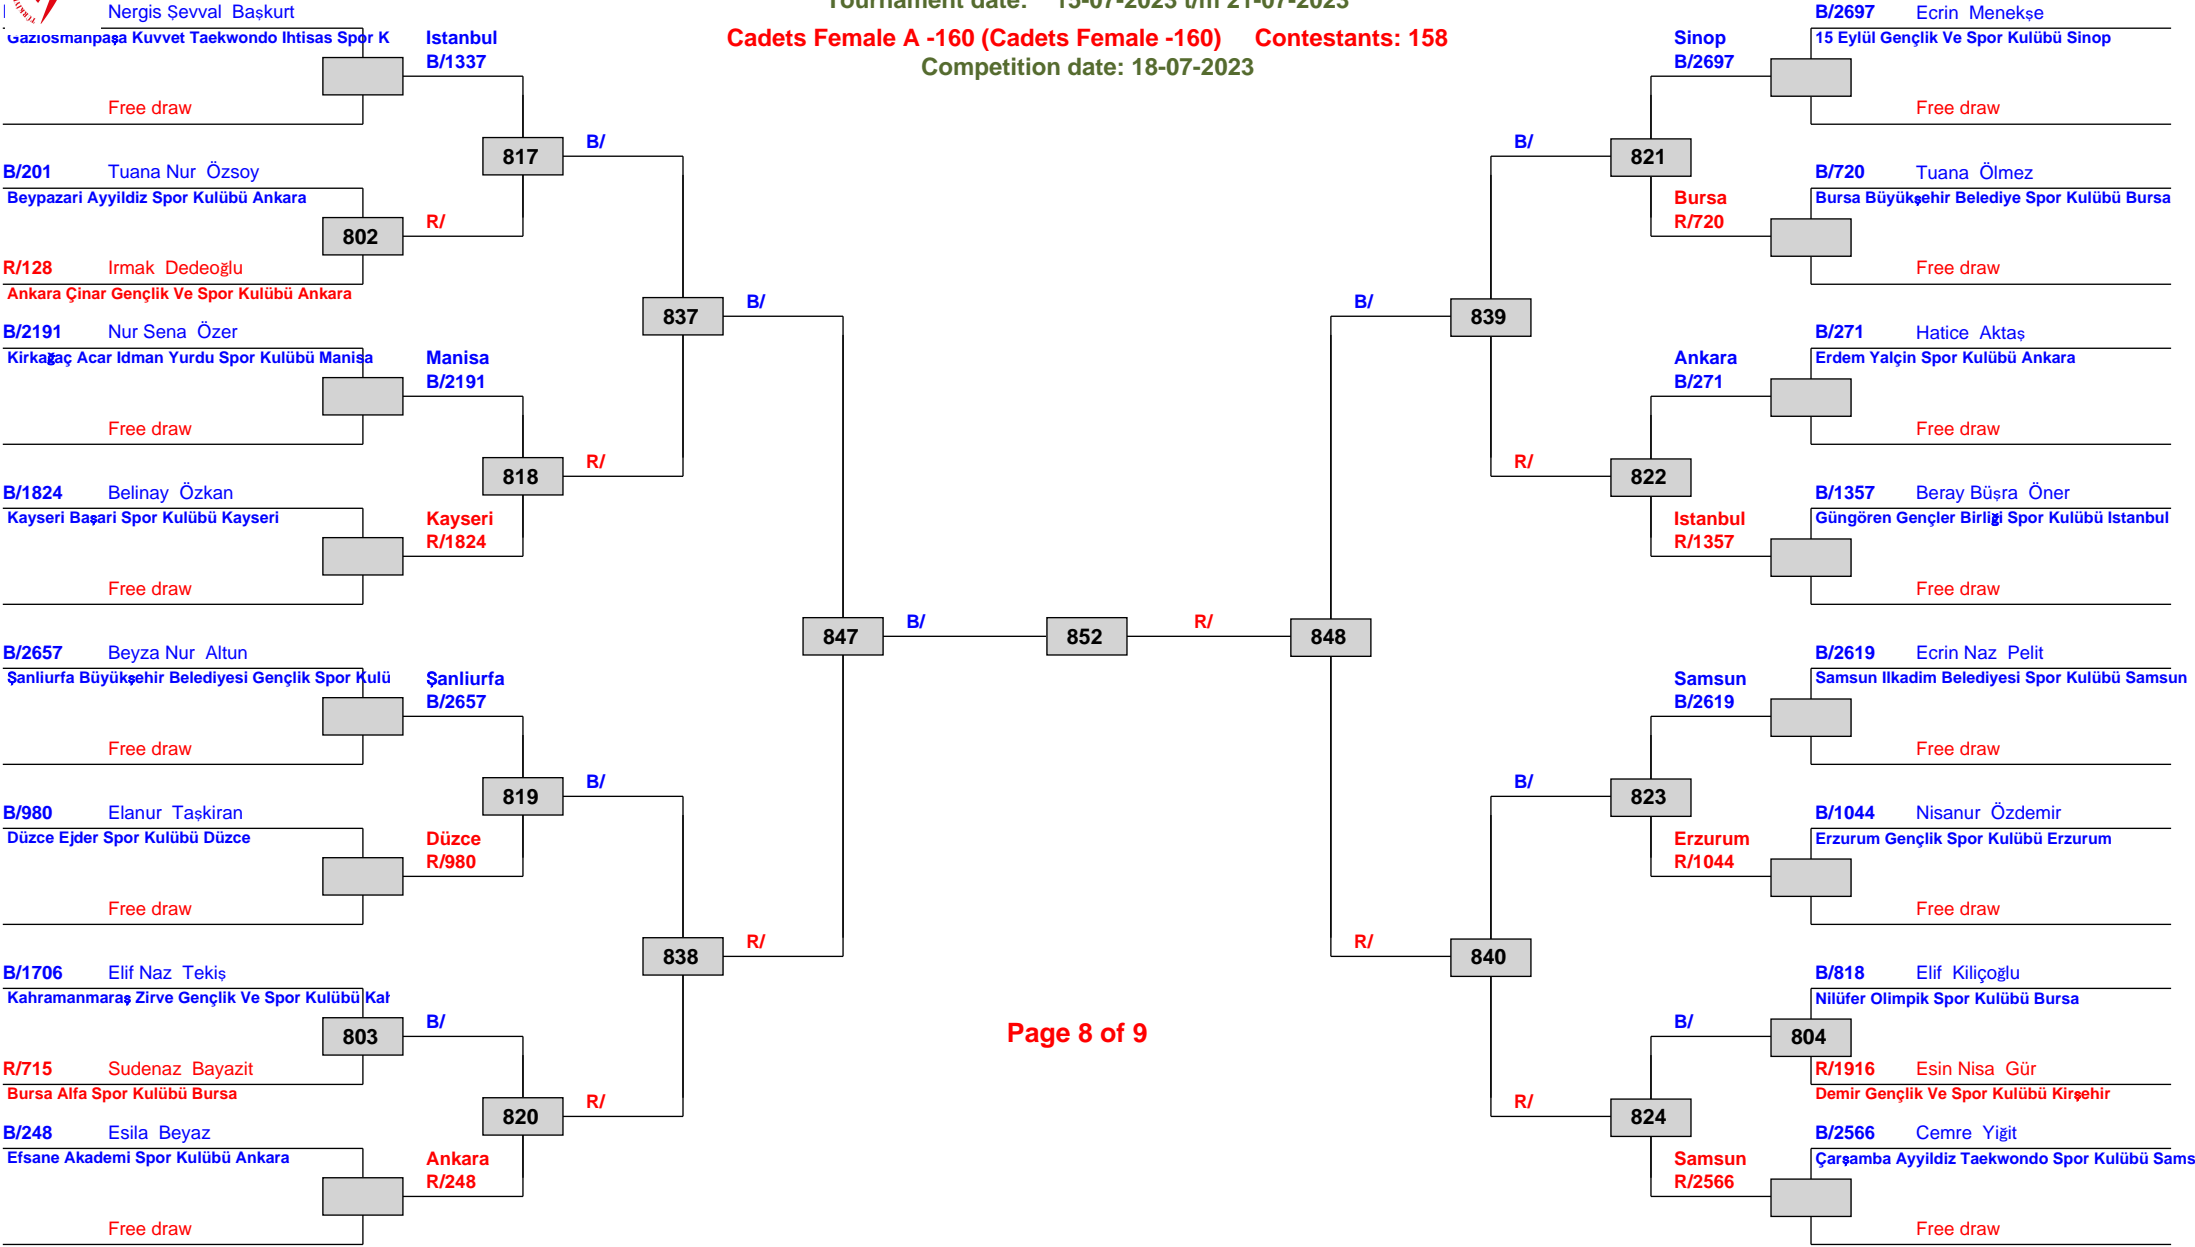 Nergis Şevval Başkurt
Gaziosmanpaşa Kuvvet Taekwondo Ihtisas Spor K
Free draw
Istanbul
B/1337
B/201 Tuana Nur Özsoy
Beypazari Ayyildiz Spor Kulübü Ankara
802
R/
R/128 Irmak Dedeoğlu
Ankara Çinar Gençlik Ve Spor Kulübü Ankara
817
B/
B/2191 Nur Sena Özer
Kirkağaç Acar Idman Yurdu Spor Kulübü Manisa
Free draw
Manisa
B/2191
B/1824 Belinay Özkan
Kayseri Başari Spor Kulübü Kayseri
Free draw
Kayseri
R/1824
818
R/
837
B/
B/2657 Beyza Nur Altun
Şanliurfa Büyükşehir Belediyesi Gençlik Spor Kulü
Free draw
Şanliurfa
B/2657
B/980 Elanur Taşkiran
Düzce Ejder Spor Kulübü Düzce
Free draw
Düzce
R/980
819
B/
B/1706 Elif Naz Tekiş
Kahramanmaraş Zirve Gençlik Ve Spor Kulübü Kah
803
B/
R/715 Sudenaz Bayazit
Bursa Alfa Spor Kulübü Bursa
B/248 Esila Beyaz
Efsane Akademi Spor Kulübü Ankara
Free draw
Ankara
R/248
820
R/
838
R/
847
B/
Tournament date: 15-07-2023 t/m 21-07-2023
Cadets Female A -160 (Cadets Female -160) Contestants: 158
Competition date: 18-07-2023
852
Page 8 of 9
R/
848
B/
839
R/
840
B/
821
R/
822
B/
823
R/
824
Sinop
B/2697
B/2697 Ecrin Menekşe
15 Eylül Gençlik Ve Spor Kulübü Sinop
Free draw
Bursa
R/720
B/720 Tuana Ölmez
Bursa Büyükşehir Belediye Spor Kulübü Bursa
Free draw
Ankara
B/271
B/271 Hatice Aktaş
Erdem Yalçin Spor Kulübü Ankara
Free draw
Istanbul
R/1357
B/1357 Beray Büşra Öner
Güngören Gençler Birliği Spor Kulübü Istanbul
Free draw
Samsun
B/2619
B/2619 Ecrin Naz Pelit
Samsun Ilkadim Belediyesi Spor Kulübü Samsun
Free draw
Erzurum
R/1044
B/1044 Nisanur Özdemir
Erzurum Gençlik Spor Kulübü Erzurum
Free draw
B/
804
B/818 Elif Kiliçoğlu
Nilüfer Olimpik Spor Kulübü Bursa
R/1916 Esin Nisa Gür
Demir Gençlik Ve Spor Kulübü Kirşehir
Samsun
R/2566
B/2566 Cemre Yiğit
Çarşamba Ayyildiz Taekwondo Spor Kulübü Sams
Free draw